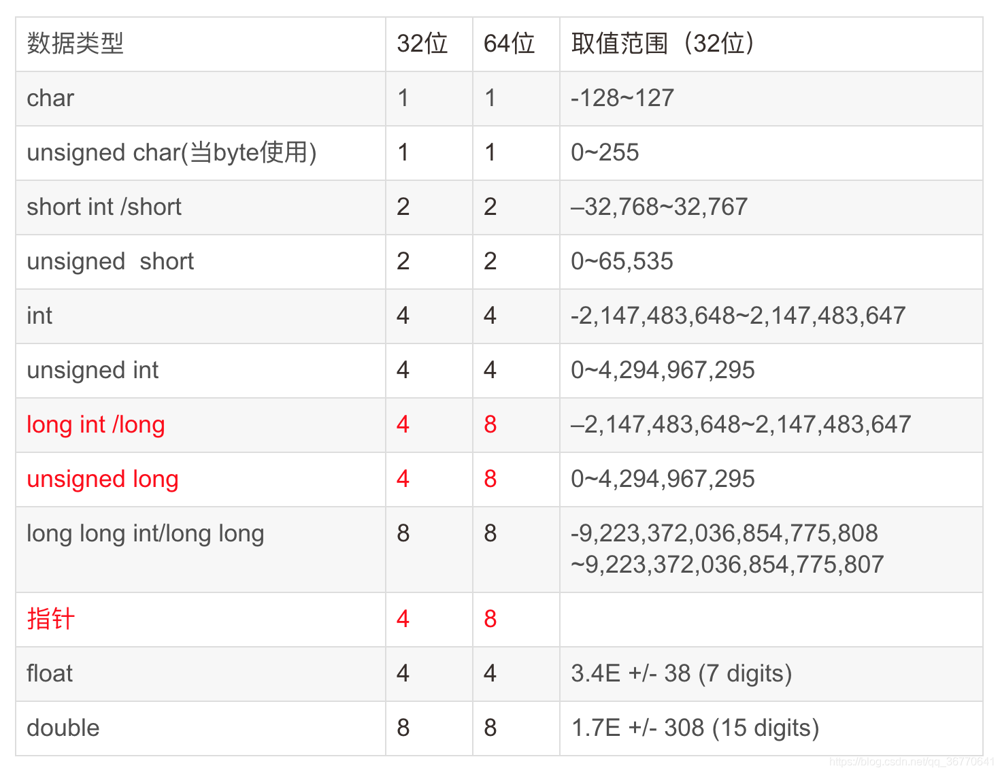 数据类型 32位 64位 取值范围（32位）
char 1 1 -128~127
unsigned char(当byte使用) 1 1 0~255
short int /short 2 2 –32,768~32,767
unsigned  short 2 2 0~65,535
int 4 4 -2,147,483,648~2,147,483,647
unsigned int 4 4 0~4,294,967,295
long int /long 4 8 –2,147,483,648~2,147,483,647
unsigned long 4 8 0~4,294,967,295
long long int/long long 8 8 -9,223,372,036,854,775,808
~9,223,372,036,854,775,807
指针 4 8
float 4 4 3.4E +/- 38 (7 digits)
double 8 8 1.7E +/- 308 (15 digits)
https://blog.csdn.net/qq_36770641